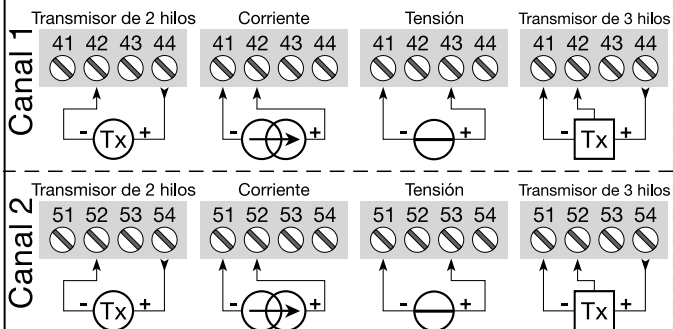 Canal 1
Transmisor de 2 hilos Corriente Tensión Transmisor de 3 hilos
41 42 43 44 41 42 43 44 41 42 43 44 41 42 43 44
- Tx + - + - + - Tx +
Canal 2
Transmisor de 2 hilos Corriente Tensión Transmisor de 3 hilos
51 52 53 54 51 52 53 54 51 52 53 54 51 52 53 54
- Tx + - + - + - Tx +